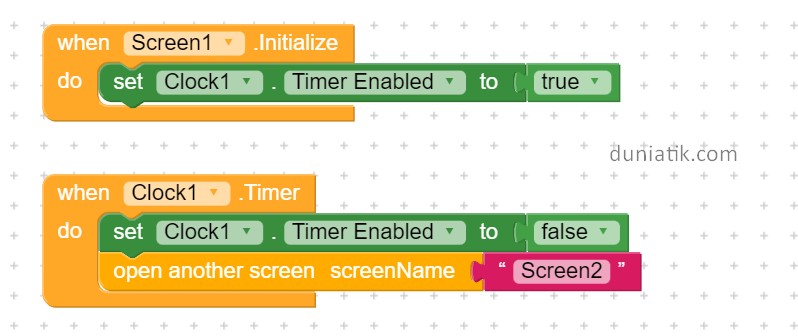 when Screen1 .Initialize
do set Clock1 . Timer Enabled to true
duniatik.com
when Clock1 .Timer
do set Clock1 . Timer Enabled to false
open another screen screenName “ Screen2 ”